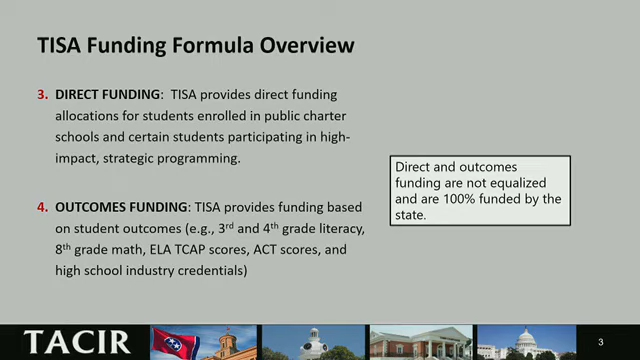 TISA Funding Formula Overview
3. DIRECT FUNDING: TISA provides direct funding
allocations for students enrolled in public charter
schools and certain students participating in high-
impact, strategic programming.
4. OUTCOMES FUNDING: TISA provides funding based
on student outcomes (e.g., 3rd and 4th grade literacy,
8th grade math, ELA TCAP scores, ACT scores, and
high school industry credentials)
Direct and outcomes
funding are not equalized
and are 100% funded by the
state.
TACIR
3